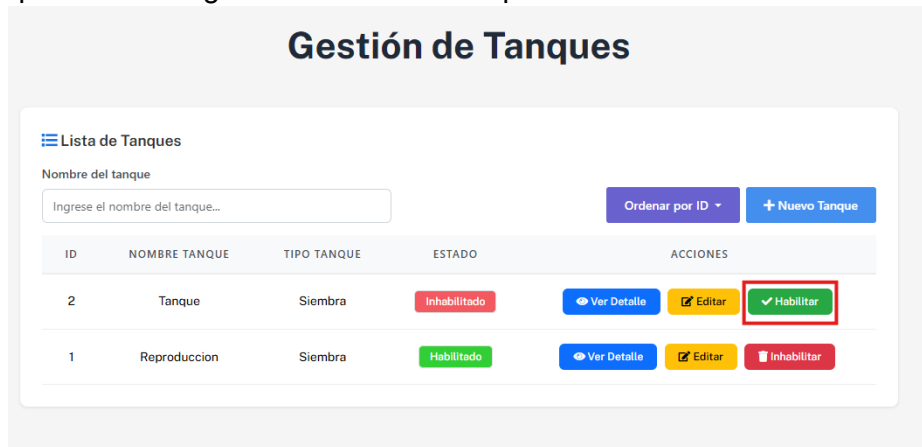 Gestión de Tanques
Lista de Tanques
Nombre del tanque
Ingrese el nombre del tanque...
Ordenar por ID
+ Nuevo Tanque
ID NOMBRE TANQUE TIPO TANQUE ESTADO ACCIONES
2 Tanque Siembra Inhabilitado Ver Detalle Editar Habilitar
1 Reproduccion Siembra Habilitado Ver Detalle Editar Inhabilitar